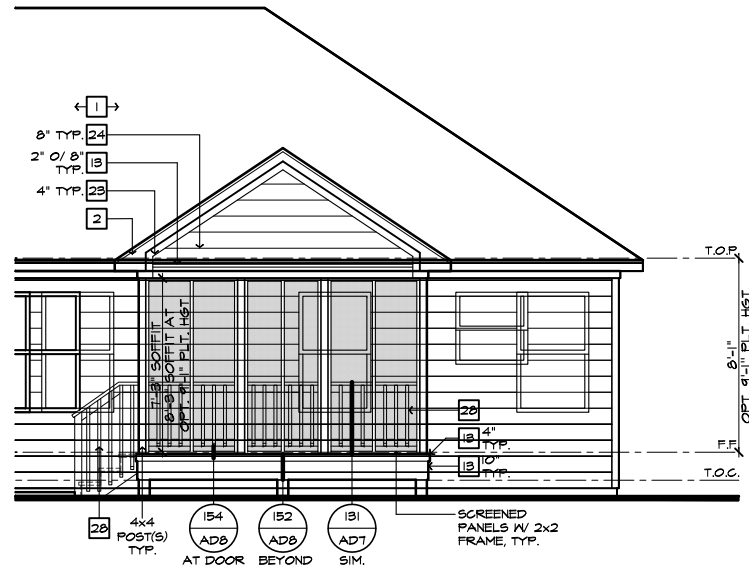 1
8" TYP. 24
2" O/ 8" 13
TYP.
4" TYP. 23
2
T.O.P.
7'-3" SOFFIT
8'-3" SOFFIT AT
OPT. 9'-1" PLT. HGT
8'-1"
OPT 9'-1" PLT HGT
28
13 4"
TYP.
F.F.
13 10"
TYP.
T.O.C.
28
4x4
POST(S)
TYP.
154
AD8
AT DOOR
152
AD8
BEYOND
131
AD7
SIM.
SCREENED
PANELS W/ 2x2
FRAME, TYP.